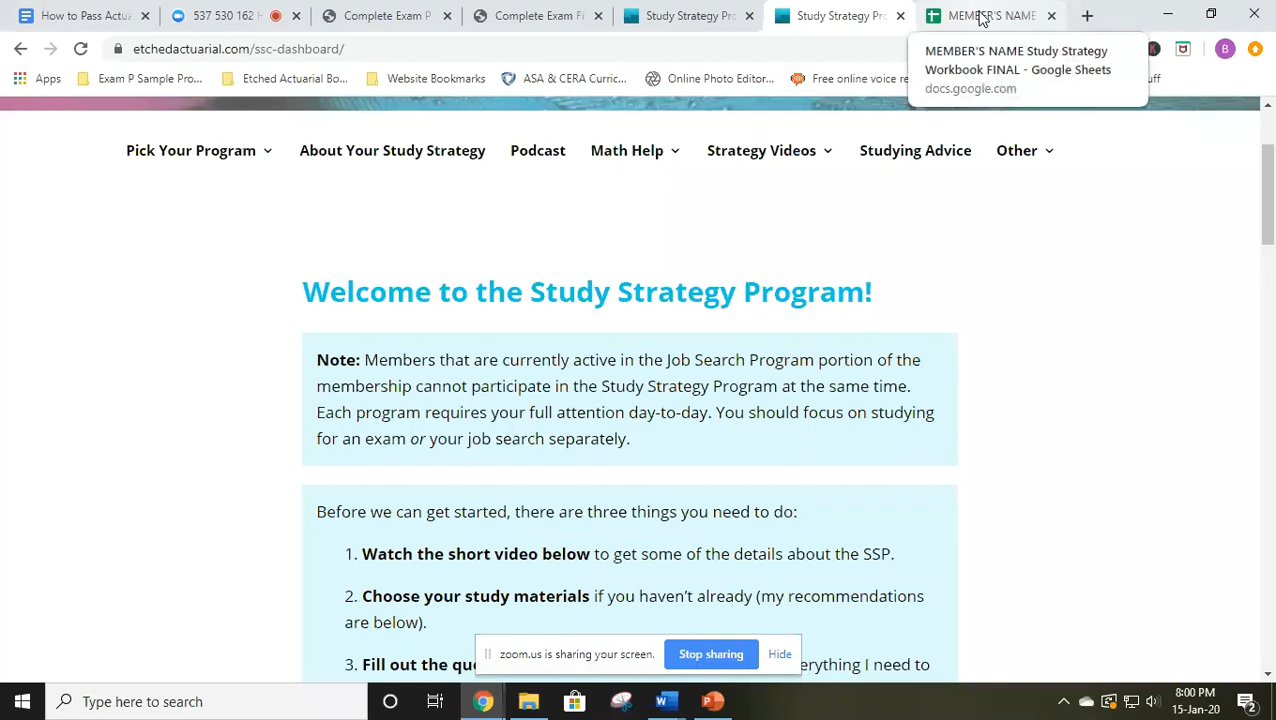 How to Pass Actua
537 530 162 H
Complete Exam P
Complete Exam F
Study Strategy Pr
Study Strategy Pr
MEMBER'S NAME
etchedactuarial.com/ssc-dashboard/
MEMBER'S NAME Study Strategy
Workbook FINAL - Google Sheets
docs.google.com
B
Apps
Exam P Sample Pro...
Etched Actuarial Bo...
Website Bookmarks
ASA & CERA Curric...
Online Photo Editor...
Free online voice re
uff
Pick Your Program
About Your Study Strategy
Podcast
Math Help
Strategy Videos
Studying Advice
Other
Welcome to the Study Strategy Program!
Note: Members that are currently active in the Job Search Program portion of the
membership cannot participate in the Study Strategy Program at the same time.
Each program requires your full attention day-to-day. You should focus on studying
for an exam or your job search separately.
Before we can get started, there are three things you need to do:
1. Watch the short video below to get some of the details about the SSP.
2. Choose your study materials if you haven't already (my recommendations
are below).
3. Fill out the que
erything I need to
zoom.us is sharing your screen.
Stop sharing
Hide
Type here to search
8:00 PM
15-Jan-20
2